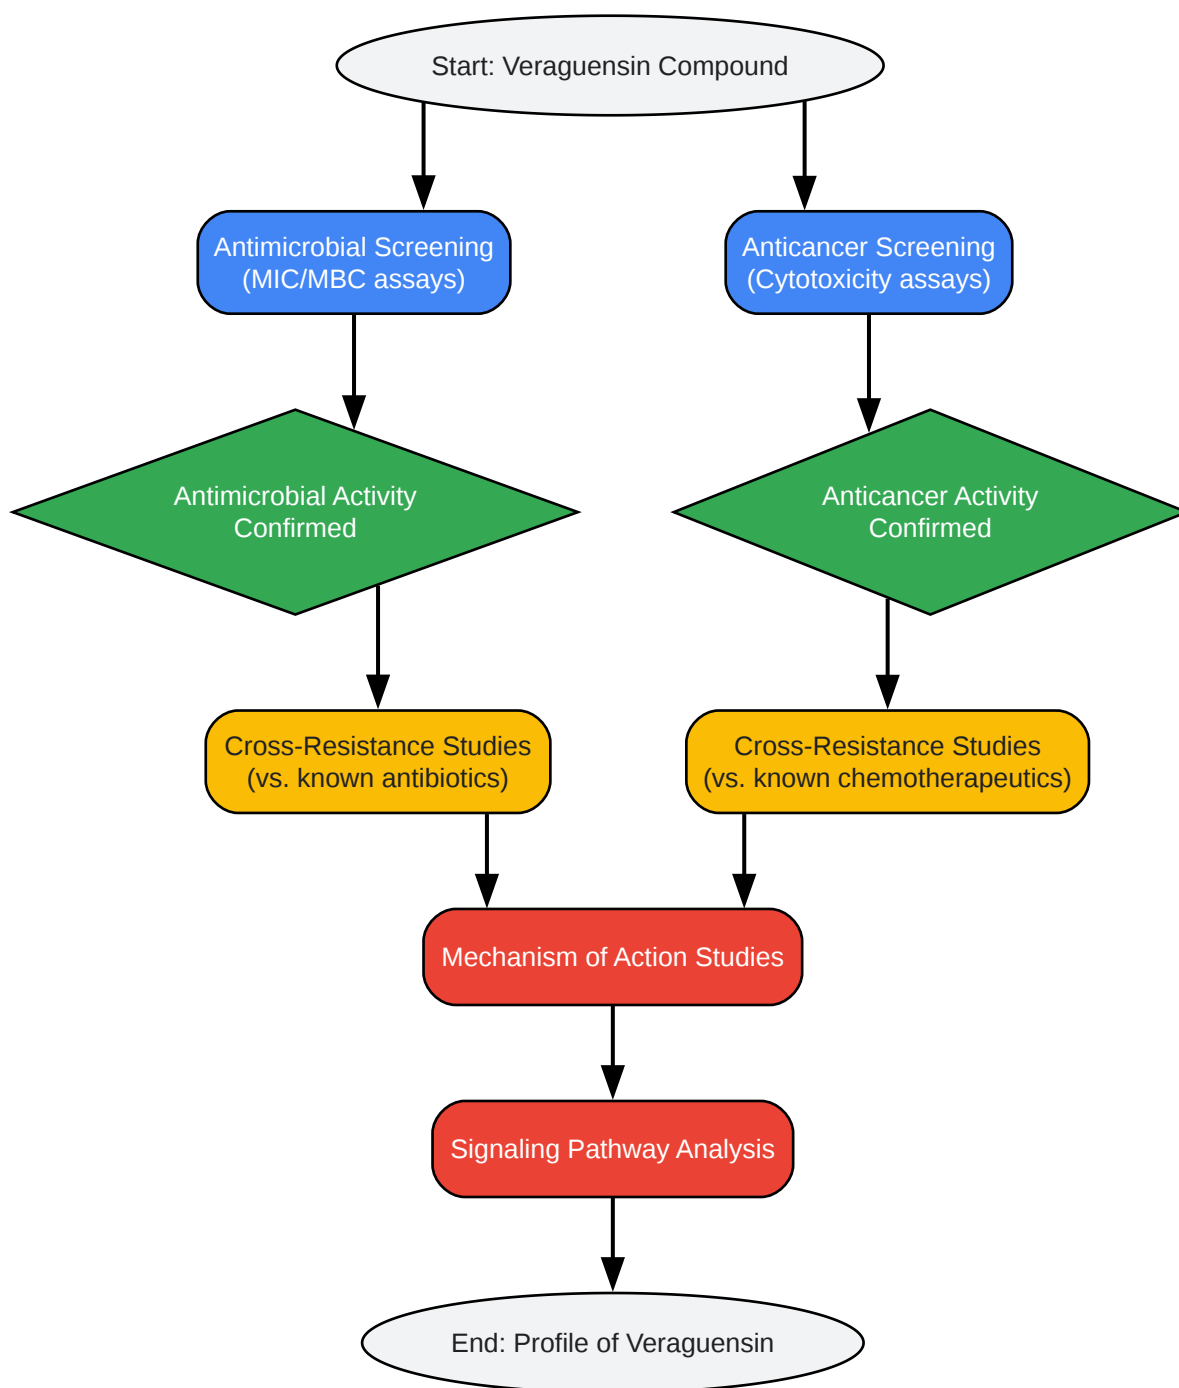 Start: Veraguensin Compound
Antimicrobial Screening
(MIC/MBC assays)
Anticancer Screening
(Cytotoxicity assays)
Antimicrobial Activity
Confirmed
Anticancer Activity
Confirmed
Cross-Resistance Studies
(vs. known antibiotics)
Cross-Resistance Studies
(vs. known chemotherapeutics)
Mechanism of Action Studies
Signaling Pathway Analysis
End: Profile of Veraguensin